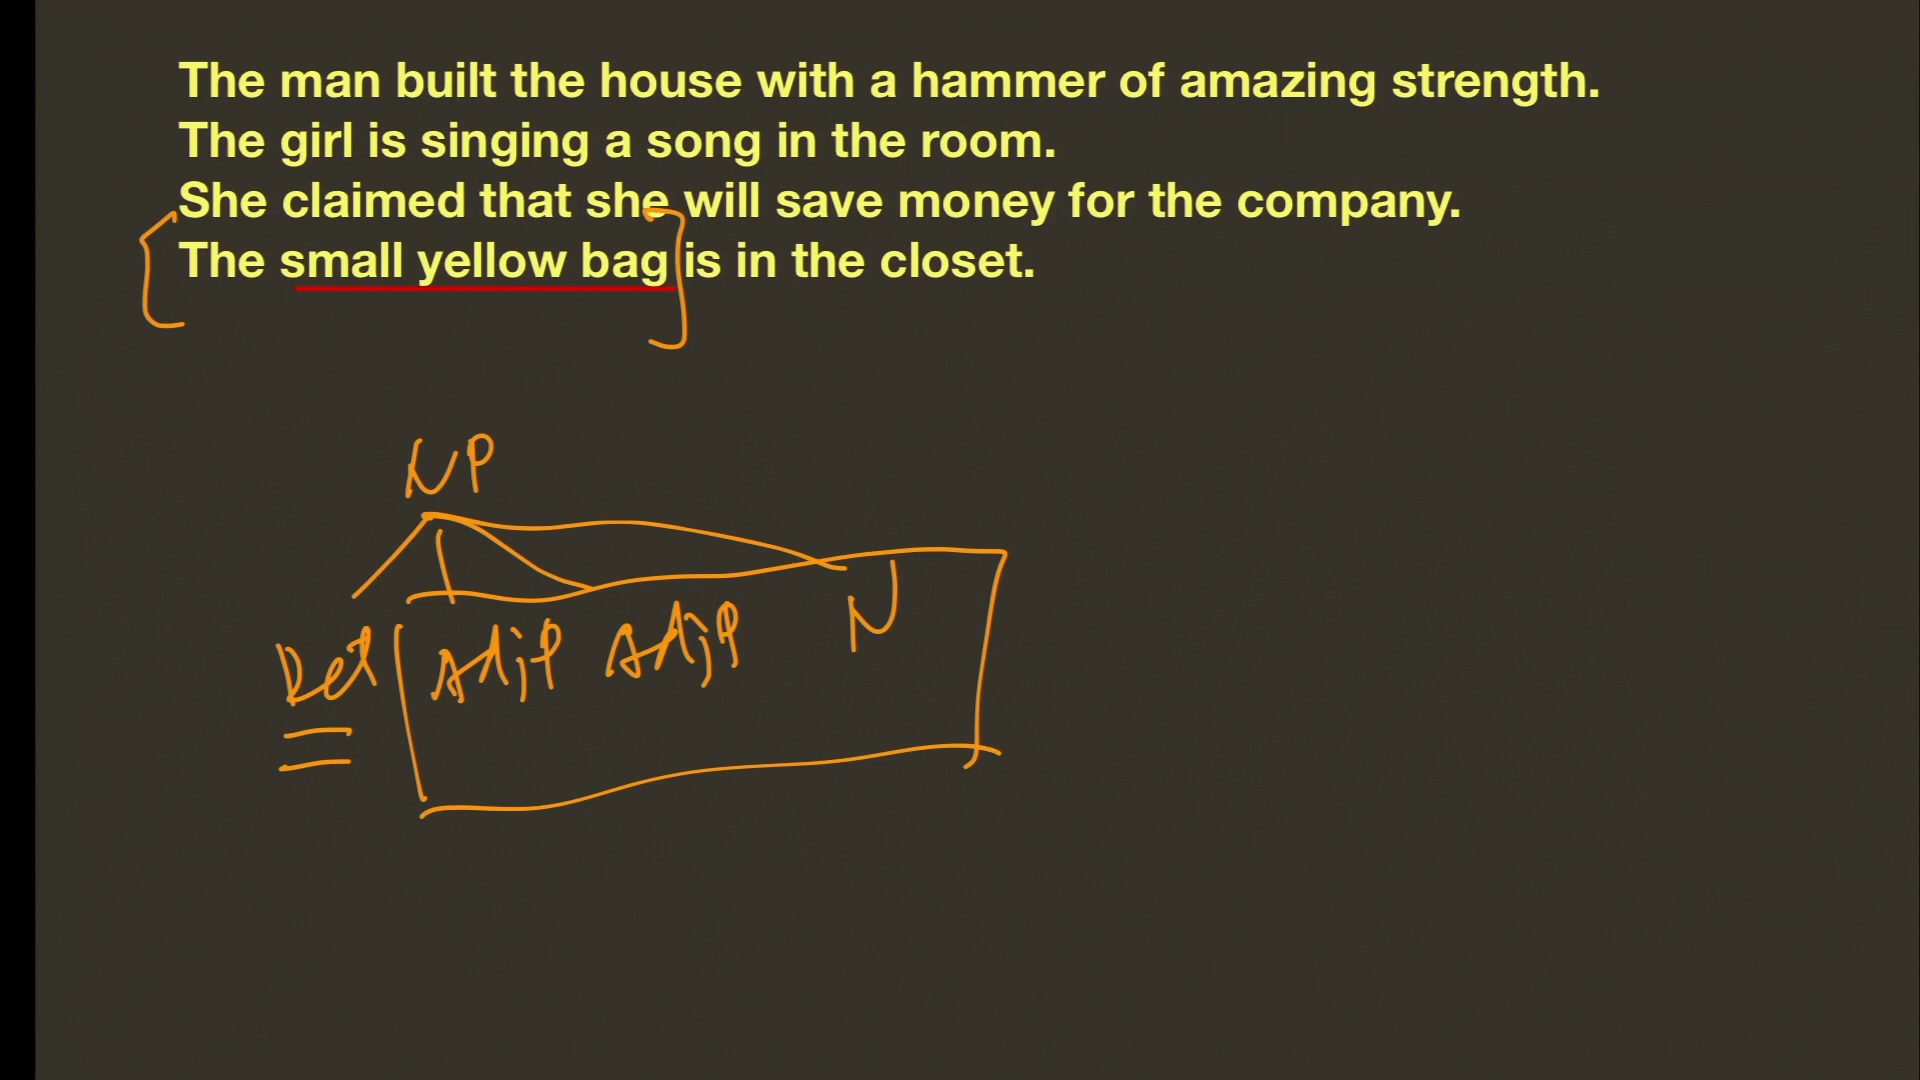 The man built the house with a hammer of amazing strength.
The girl is singing a song in the room.
She claimed that she will save money for the company.
The small yellow bag is in the closet.
NP
Det AdjP AdjP N